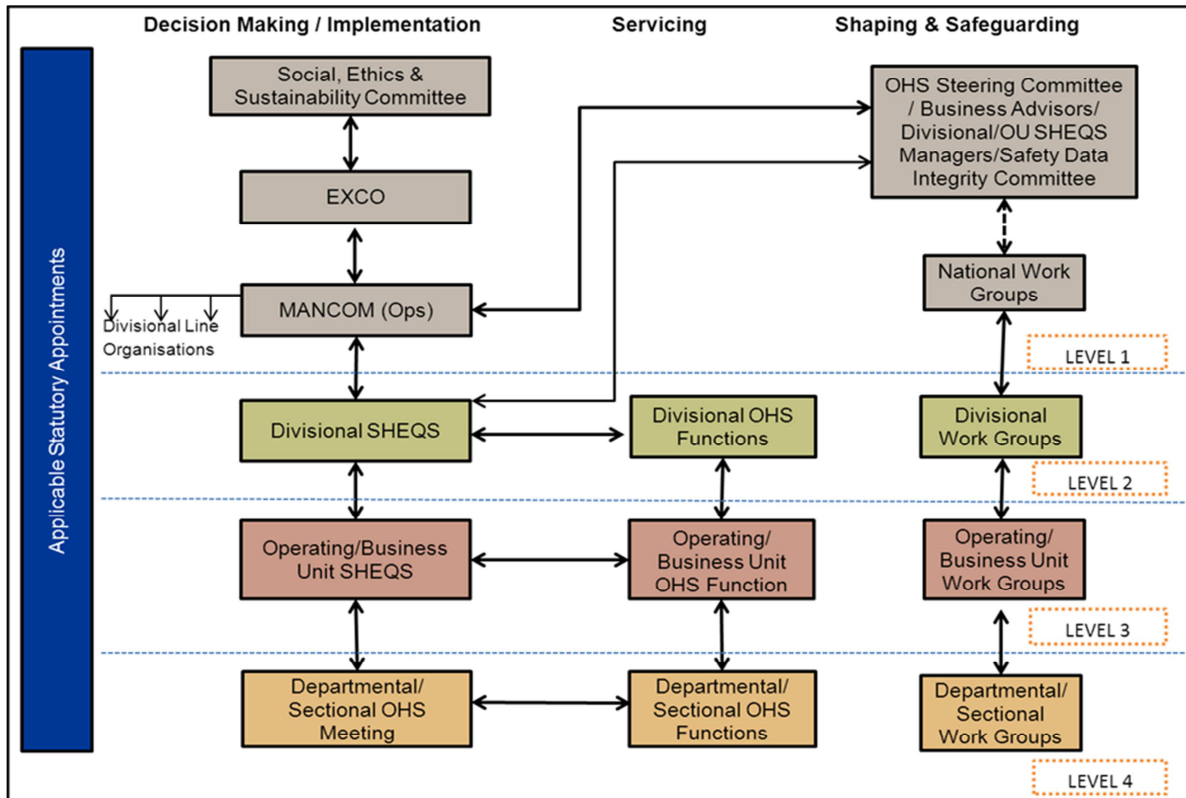 Decision Making / Implementation
Servicing
Shaping & Safeguarding
Applicable Statutory Appointments
Social, Ethics &
Sustainability Committee
OHS Steering Committee
/ Business Advisors/
Divisional/OU SHEQS
Managers/Safety Data
Integrity Committee
EXCO
National Work
Groups
MANCOM (Ops)
Divisional Line
Organisations
LEVEL 1
Divisional SHEQS
Divisional OHS
Functions
Divisional
Work Groups
LEVEL 2
Operating/Business
Unit SHEQS
Operating/
Business Unit
OHS Function
Operating/
Business Unit
Work Groups
LEVEL 3
Departmental/
Sectional OHS
Meeting
Departmental/
Sectional OHS
Functions
Departmental/
Sectional
Work Groups
LEVEL 4